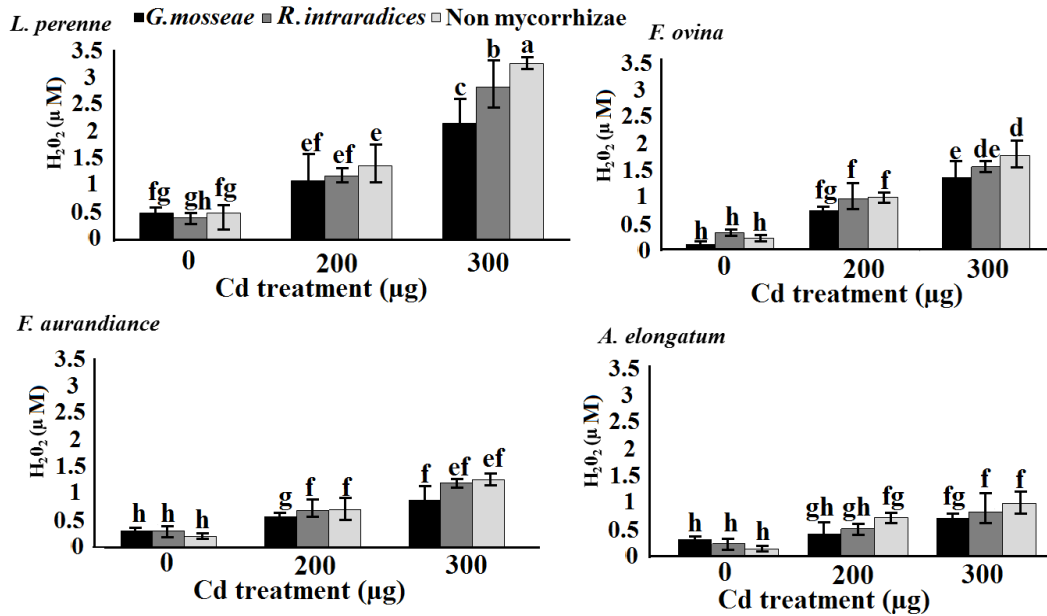 L. perenne
G.mosseae R. intraradices Non mycorrhizae
H₂0₂ (µ M)
3.5
3
2.5
2
1.5
1
0.5
0
fg gh fg
ef ef e
c b a
0 200 300
Cd treatment (µg)
F. ovina
H₂0₂ (µ M)
3.5
3
2.5
2
1.5
1
0.5
0
h h h
fg f f
e de d
0 200 300
Cd treatment (µg)
F. aurandiance
H₂0₂ (µ M)
3.5
3
2.5
2
1.5
1
0.5
0
h h h
g f f
f ef ef
0 200 300
Cd treatment (µg)
A. elongatum
H₂0₂ (µ M)
3.5
3
2.5
2
1.5
1
0.5
0
h h h
gh gh fg
fg f f
0 200 300
Cd treatment (µg)